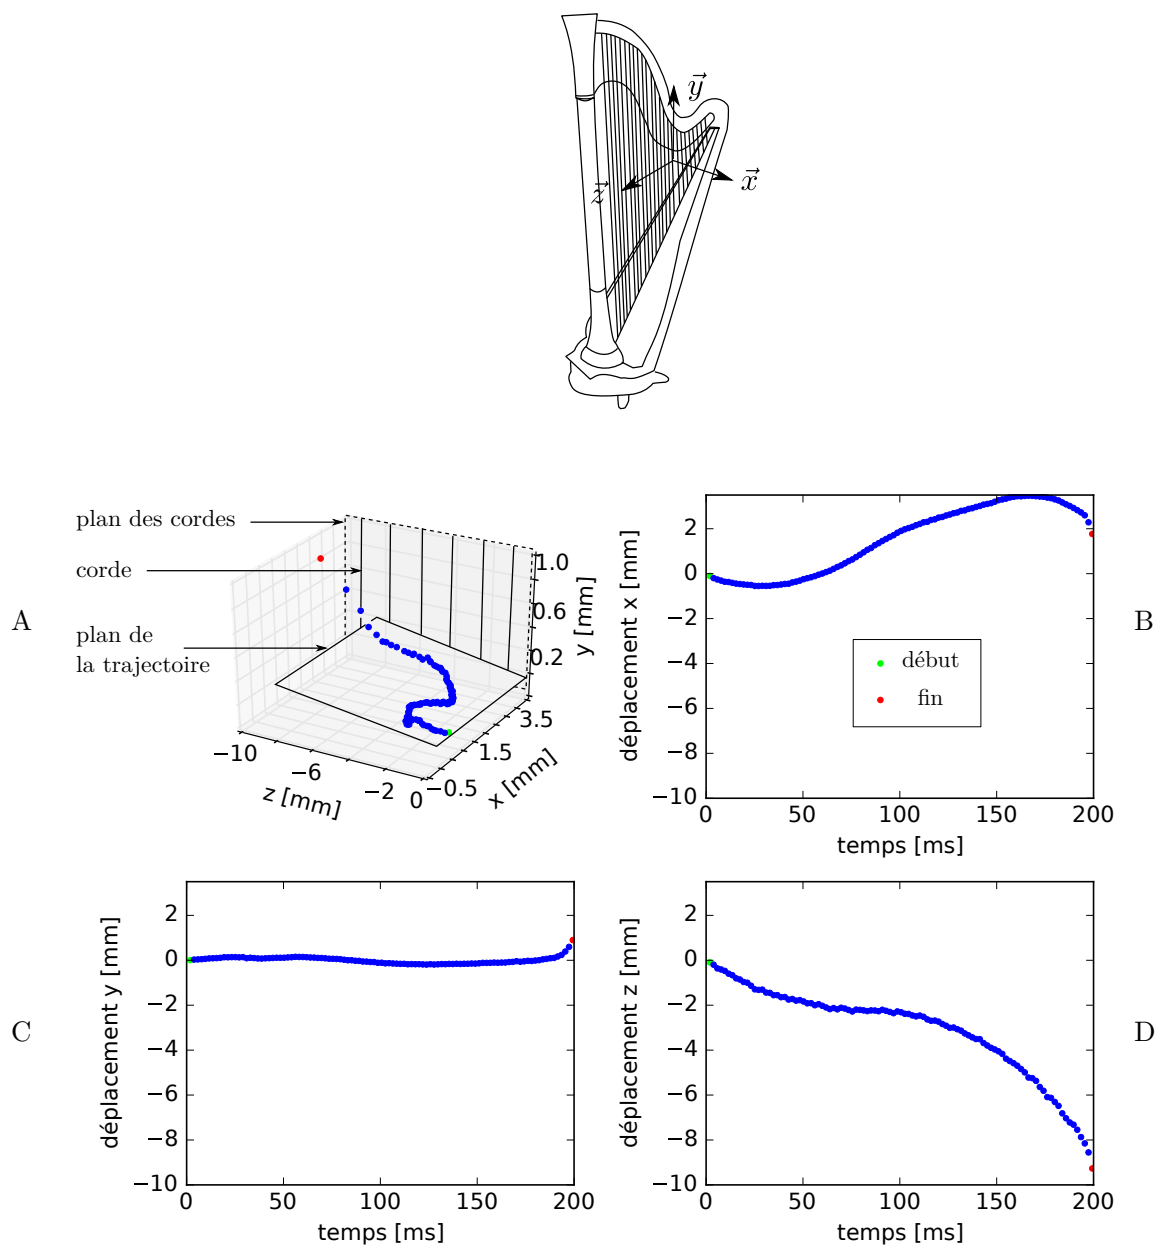 y
x
z
A
plan des cordes
corde
plan de
la trajectoire
1.0
0.6
0.2
y [mm]
3.5
1.5
−0.5
x [mm]
−10
−6
−2
0
z [mm]
B
déplacement x [mm]
2
0
−2
−4
−6
−8
−10
début
fin
0
50
100
150
200
temps [ms]
C
déplacement y [mm]
2
0
−2
−4
−6
−8
−10
0
50
100
150
200
temps [ms]
D
déplacement z [mm]
2
0
−2
−4
−6
−8
−10
0
50
100
150
200
temps [ms]